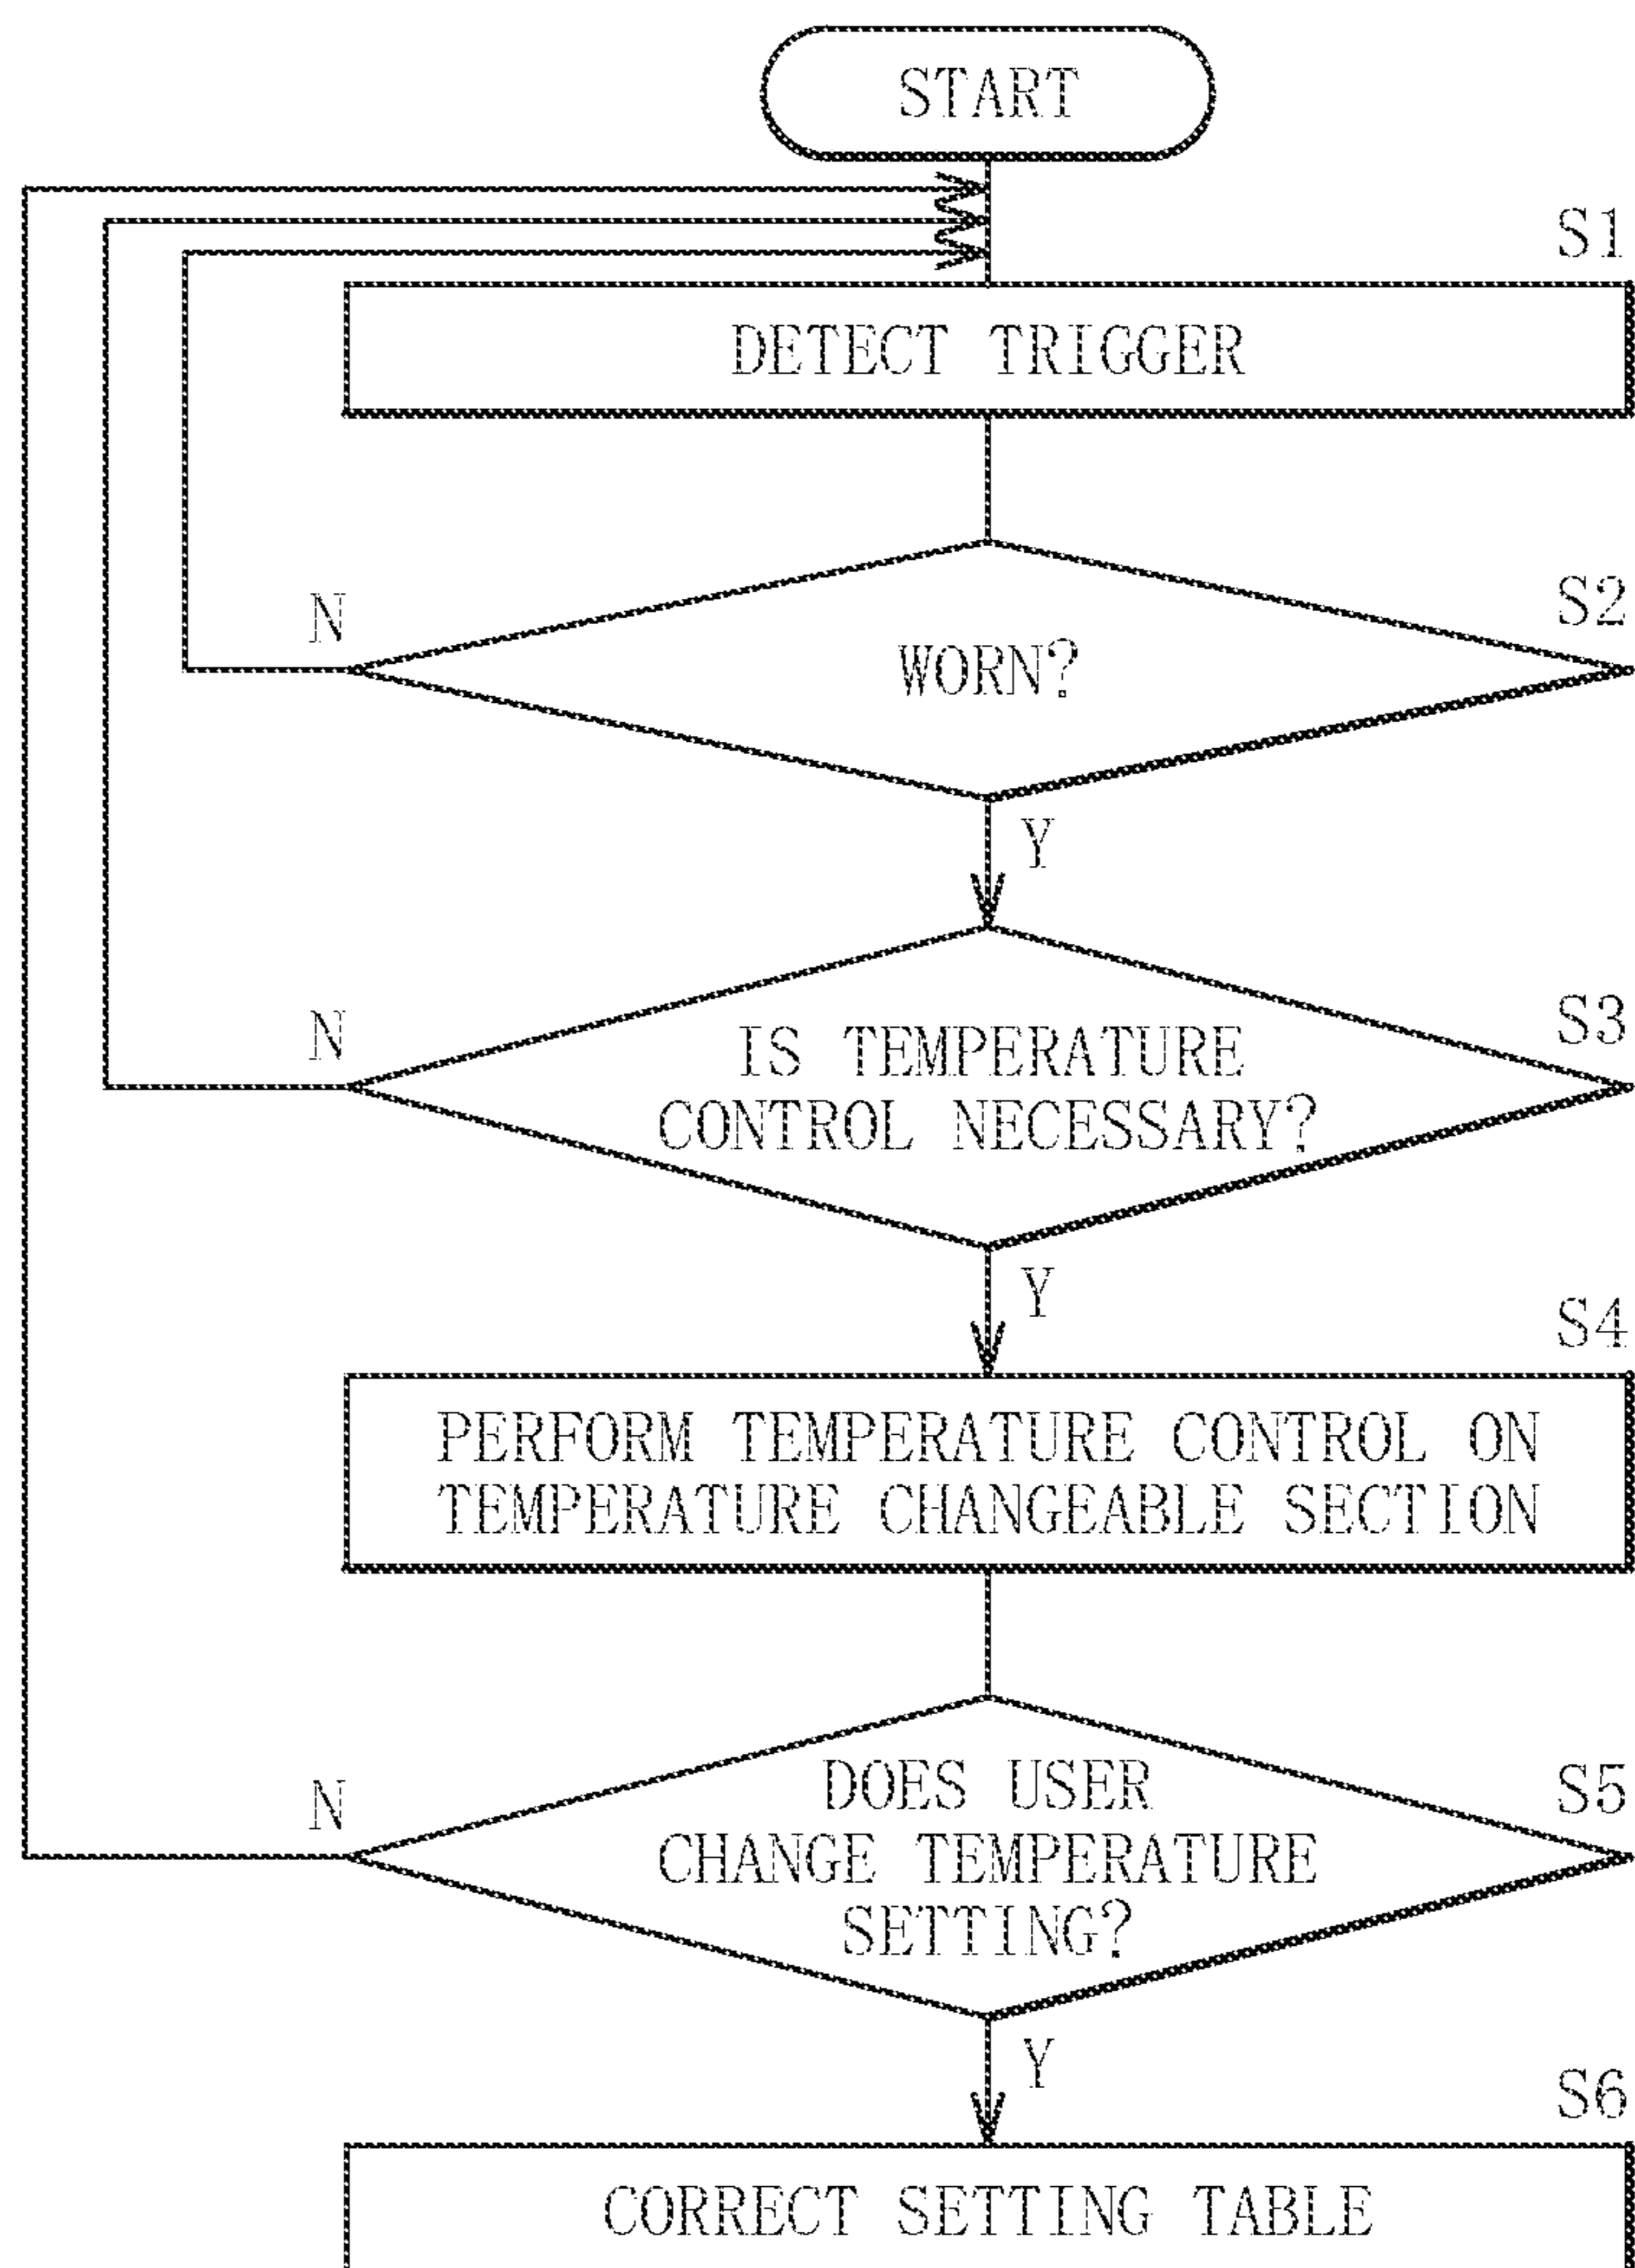 START
S1
DETECT TRIGGER
S2
N
WORN?
Y
S3
N
IS TEMPERATURE
CONTROL NECESSARY?
Y
S4
PERFORM TEMPERATURE CONTROL ON
TEMPERATURE CHANGEABLE SECTION
S5
N
DOES USER
CHANGE TEMPERATURE
SETTING?
Y
S6
CORRECT SETTING TABLE